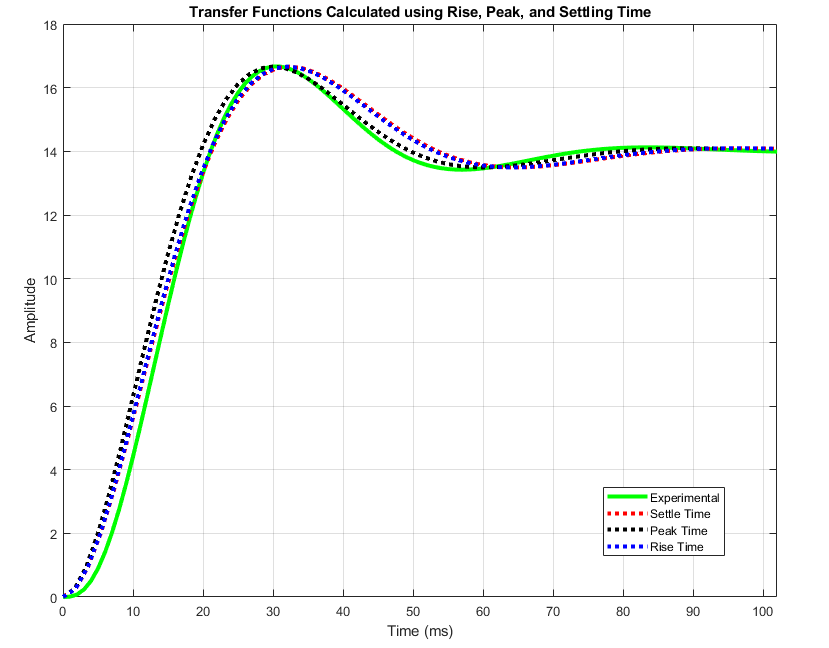 Transfer Functions Calculated using Rise, Peak, and Settling Time
18
16
14
12
10
8
6
4
2
0
Amplitude
Experimental
Settle Time
Peak Time
Rise Time
0 10 20 30 40 50 60 70 80 90 100
Time (ms)